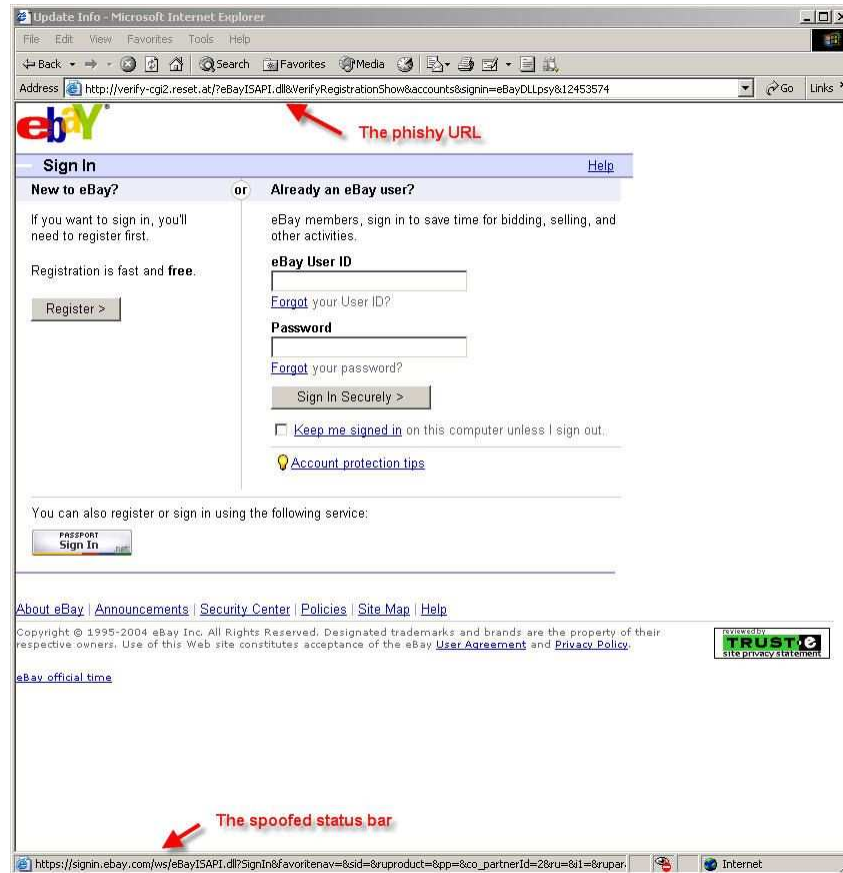 Update Info - Microsoft Internet Explorer
File Edit View Favorites Tools Help
Back Search Favorites Media
Address http://verify-cgi2.reset.at/?eBayISAPI.dll&VerifyRegistrationShow&accounts&signin=eBayDLLpsy&12453574 Go Links
ebY
The phishy URL
Sign In Help
New to eBay? or Already an eBay user?
If you want to sign in, you'll
need to register first.
Registration is fast and free.
Register >
eBay members, sign in to save time for bidding, selling, and
other activities.
eBay User ID
Forgot your User ID?
Password
Forgot your password?
Sign In Securely >
Keep me signed in on this computer unless I sign out.
Account protection tips
You can also register or sign in using the following service:
PASSPORT
Sign In .net
About eBay | Announcements | Security Center | Policies | Site Map | Help
Copyright © 1995-2004 eBay Inc. All Rights Reserved. Designated trademarks and brands are the property of their
respective owners. Use of this Web site constitutes acceptance of the eBay User Agreement and Privacy Policy.
reviewed by
TRUSTe
site privacy statement
eBay official time
The spoofed status bar
https://signin.ebay.com/ws/eBayISAPI.dll?SignIn&favoritenav=&sid=&ruproduct=&pp=&co_partnerId=2&ru=&i1=&rupar. Internet